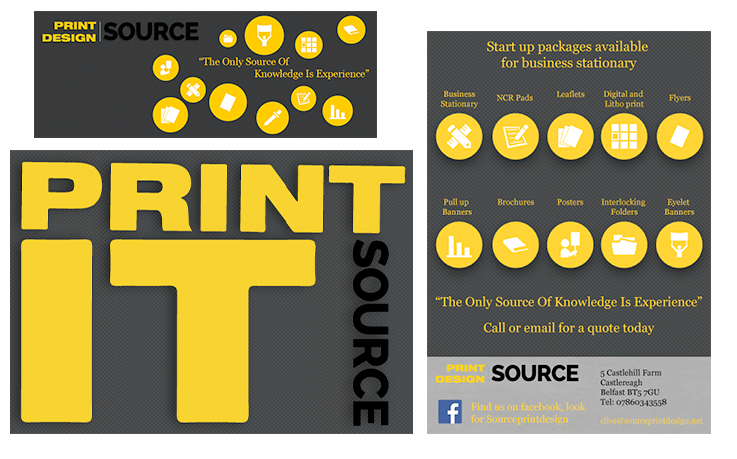 PRINT
DESIGN
SOURCE
“The Only Source Of
Knowledge Is Experience”
PRINT
IT
SOURCE
Start up packages available
for business stationary
Business
Stationary
NCR Pads
Leaflets
Digital and
Litho print
Flyers
Pull up
Banners
Brochures
Posters
Interlocking
Folders
Eyelet
Banners
“The Only Source Of Knowledge Is Experience”
Call or email for a quote today
PRINT
DESIGN
SOURCE
5 Castlehill Farm
Castlereagh
Belfast BT5 7GU
Tel: 07860343558
Find us on facebook, look
for Sourceprintdesign
clive@sourceprintdesign.net